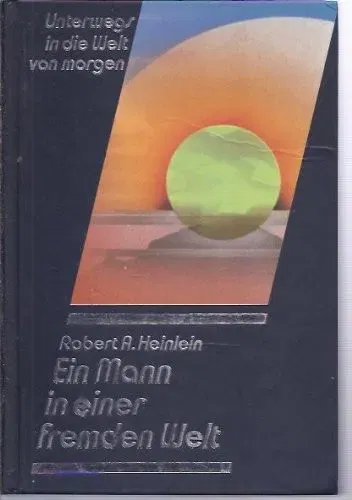 Unterwegs
in die Welt
von morgen
Robert A. Heinlein
Ein Mann
in einer
fremden Welt